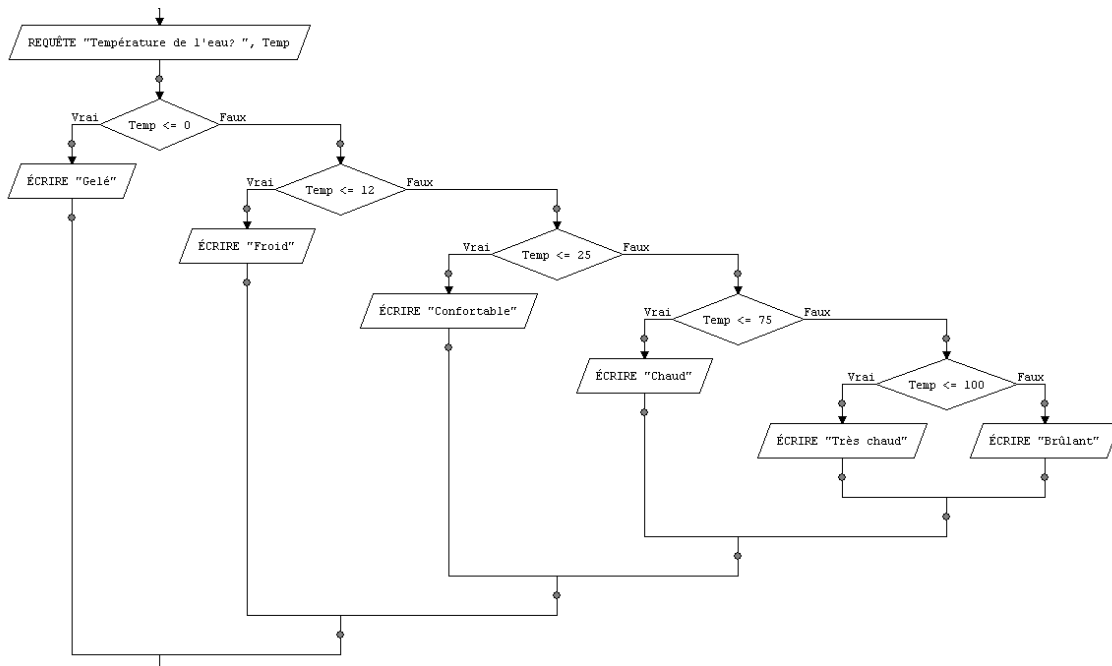 REQUÊTE "Température de l'eau? ", Temp
Vrai
Temp <= 0
Faux
ÉCRIRE "Gelé"
Vrai
Temp <= 12
Faux
ÉCRIRE "Froid"
Vrai
Temp <= 25
Faux
ÉCRIRE "Confortable"
Vrai
Temp <= 75
Faux
ÉCRIRE "Chaud"
Vrai
Temp <= 100
Faux
ÉCRIRE "Très chaud"
ÉCRIRE "Brûlant"